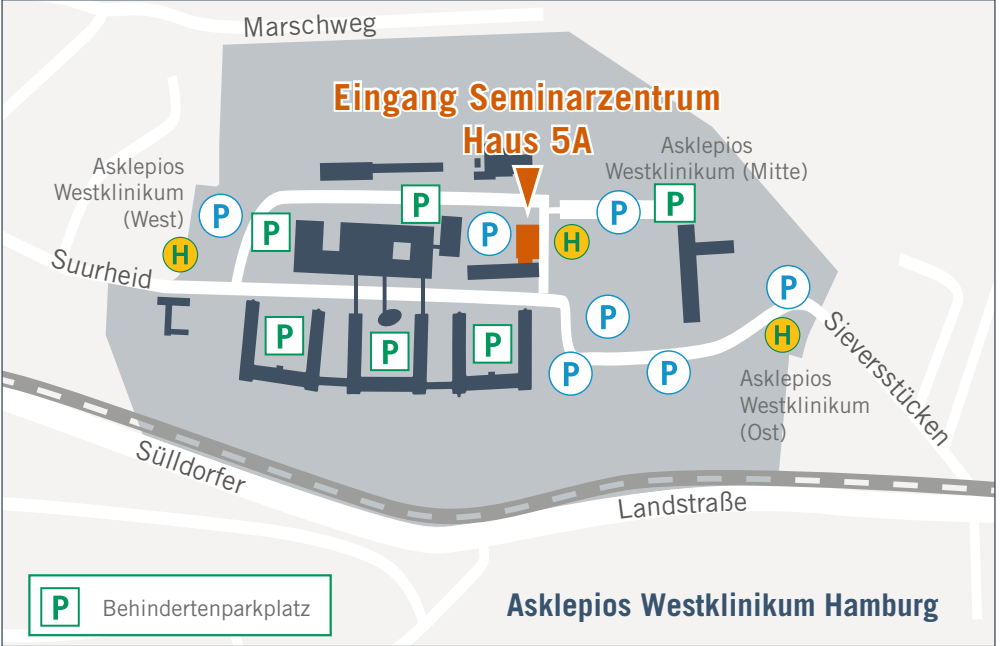 Marschweg
Eingang Seminarzentrum
Haus 5A
Asklepios
Westklinikum (Mitte)
Asklepios
Westklinikum
(West)
P
P
P
P
P
P
H
H
Suurheid
P
P
P
P
P
P
P
H
Sieversstücken
Asklepios
Westklinikum
(Ost)
Sülldorfer
Landstraße
P Behindertenparkplatz
Asklepios Westklinikum Hamburg